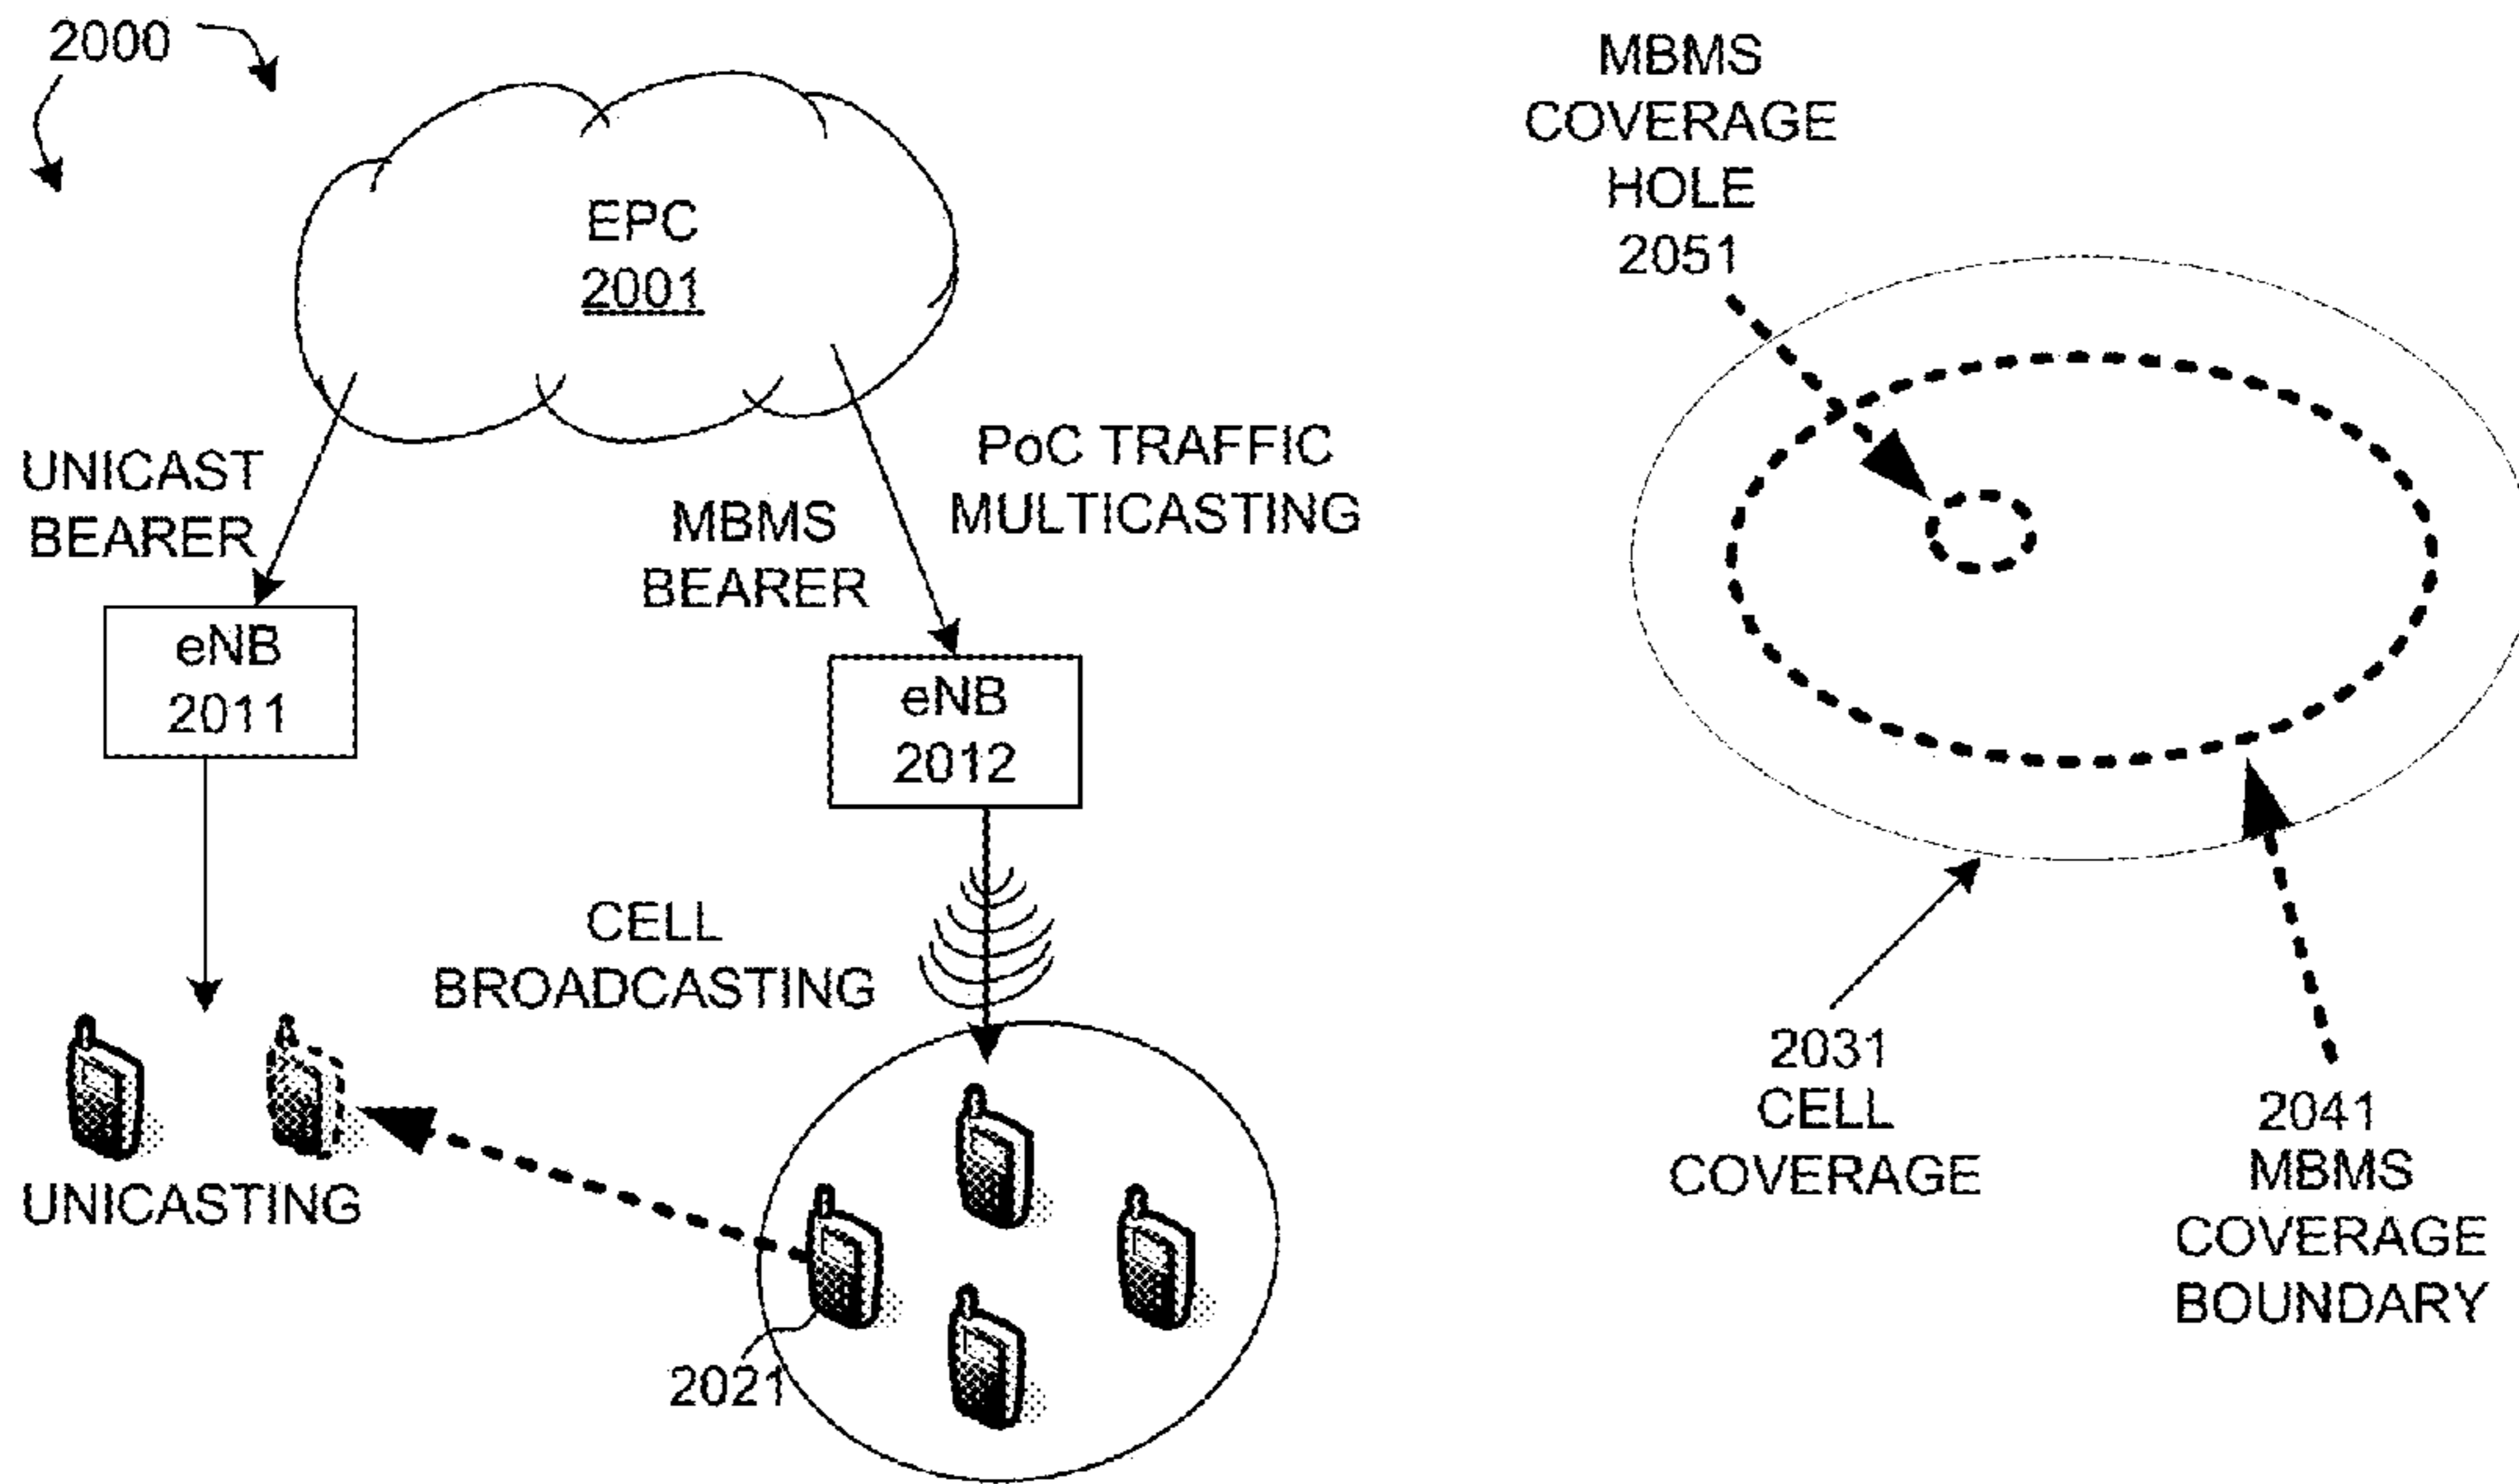 2000
EPC
2001
UNICAST
BEARER
MBMS
BEARER
PoC TRAFFIC
MULTICASTING
eNB
2011
eNB
2012
CELL
BROADCASTING
UNICASTING
2021
MBMS
COVERAGE
HOLE
2051
2031
CELL
COVERAGE
2041
MBMS
COVERAGE
BOUNDARY